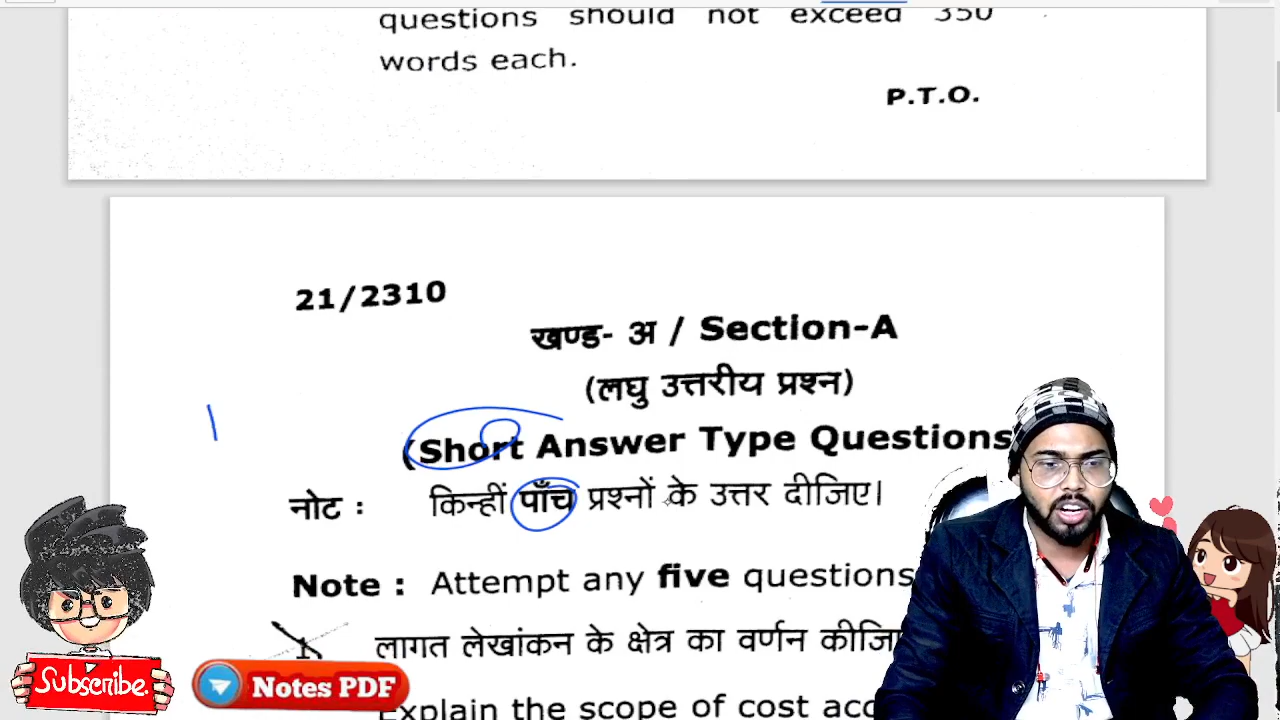 questions should not exceed 350
words each.
P.T.O.
21/2310
खण्ड- अ / Section-A
(लघु उत्तरीय प्रश्न)
(Short Answer Type Questions
नोट : किन्हीं पाँच प्रश्नों के उत्तर दीजिए।
Note : Attempt any five questions
1. लागत लेखांकन के क्षेत्र का वर्णन
Explain the scope of cost
Subscribe.
Notes PDF